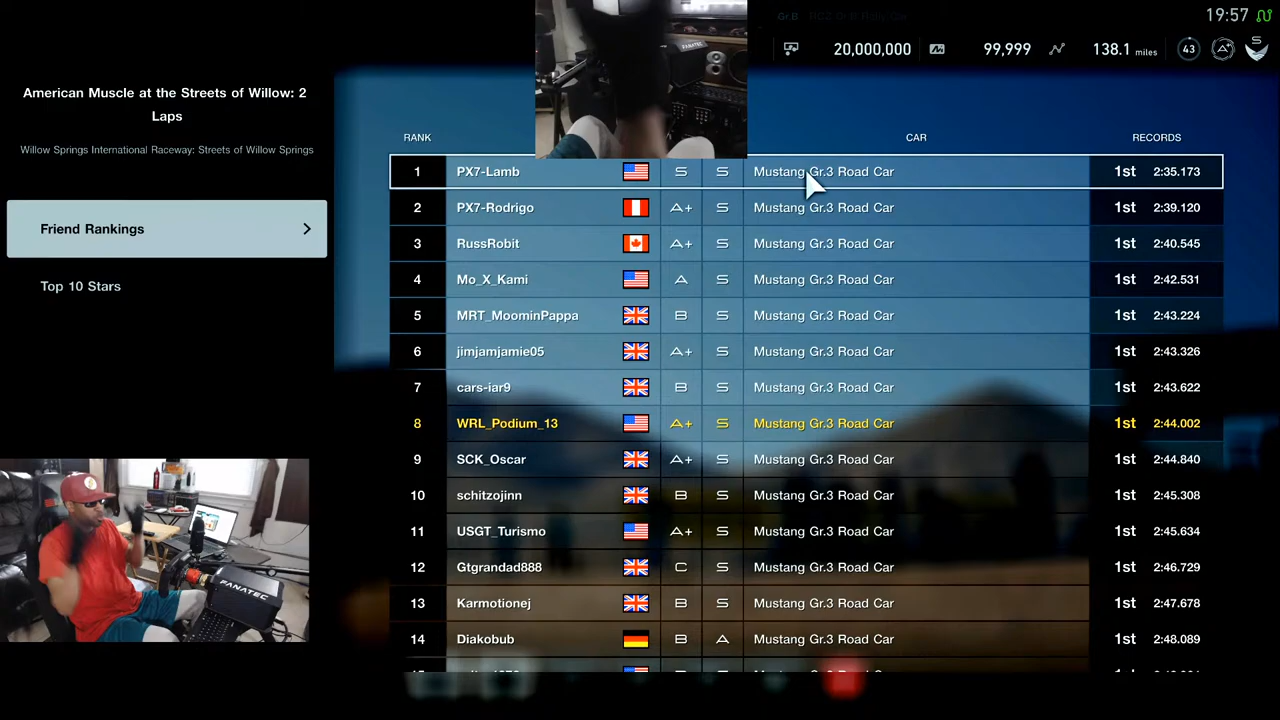 Gr.B RCZ Gr.B Road Car
19:57
20,000,000 99,999 138.1 miles 43 A+ S
American Muscle at the Streets of Willow: 2
Laps
Willow Springs International Raceway: Streets of Willow Springs
Friend Rankings
Top 10 Stars
FANATEC
RANK CAR RECORDS
1 PX7-Lamb S S Mustang Gr.3 Road Car 1st 2:35.173
2 PX7-Rodrigo A+ S Mustang Gr.3 Road Car 1st 2:39.120
3 RussRobit A+ S Mustang Gr.3 Road Car 1st 2:40.545
4 Mo_X_Kami A S Mustang Gr.3 Road Car 1st 2:42.531
5 MRT_MoominPappa B S Mustang Gr.3 Road Car 1st 2:43.224
6 jimjamjamie05 A+ S Mustang Gr.3 Road Car 1st 2:43.326
7 cars-iar9 B S Mustang Gr.3 Road Car 1st 2:43.622
8 WRL_Podium_13 A+ S Mustang Gr.3 Road Car 1st 2:44.002
9 SCK_Oscar A+ S Mustang Gr.3 Road Car 1st 2:44.840
10 schitzojinn B S Mustang Gr.3 Road Car 1st 2:45.308
11 USGT_Turismo A+ S Mustang Gr.3 Road Car 1st 2:45.634
12 Gtgrandad888 C S Mustang Gr.3 Road Car 1st 2:46.729
13 Karmotionej B S Mustang Gr.3 Road Car 1st 2:47.678
14 Diakobub B A Mustang Gr.3 Road Car 1st 2:48.089
FANATEC